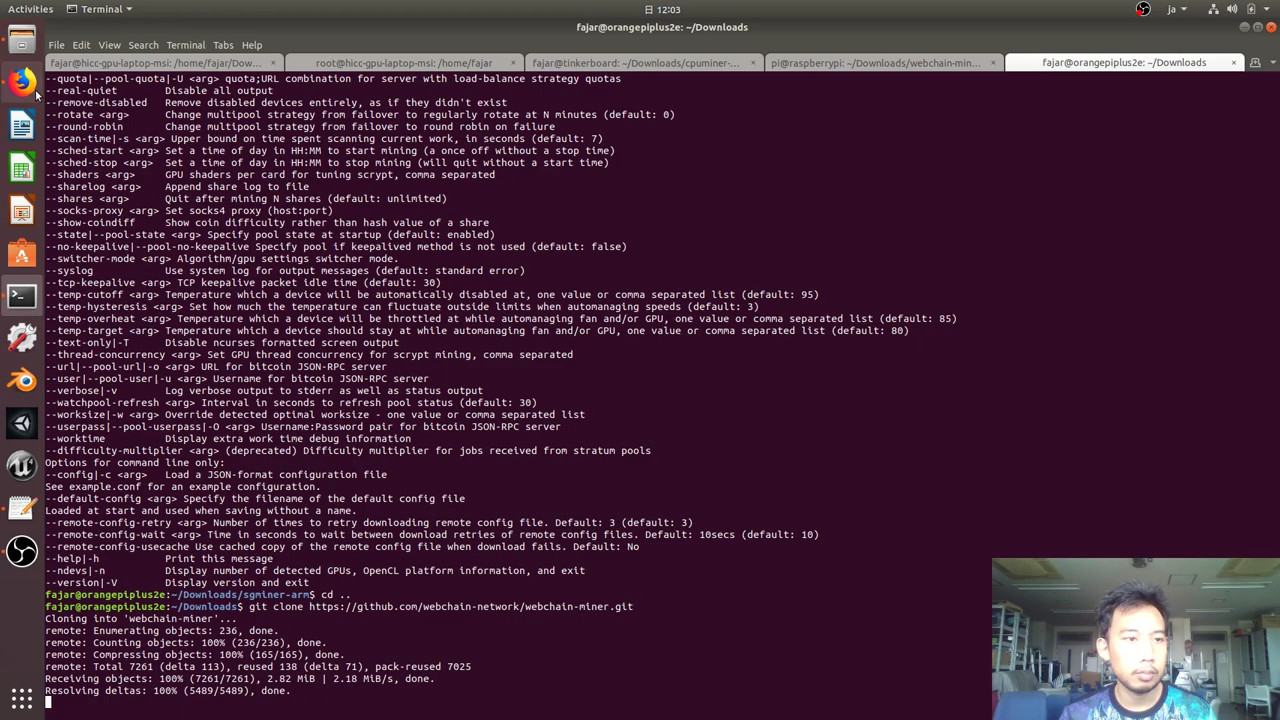 Activities
Terminal
日 12:03
ja
fajar@orangepiplus2e: ~/Downloads
File Edit View Search Terminal Tabs Help
fajar@hicc-gpu-laptop-msi: /home/fajar/Dow...
root@hicc-gpu-laptop-msi: /home/fajar
fajar@tinkerboard: ~/Downloads/cpuminer-...
pi@raspberrypi: ~/Downloads/webchain-min...
fajar@orangepiplus2e: ~/Downloads
--quota|--pool-quota|-U <arg> quota;URL combination for server with load-balance strategy quotas
--real-quiet Disable all output
--remove-disabled Remove disabled devices entirely, as if they didn't exist
--rotate <arg> Change multipool strategy from failover to regularly rotate at N minutes (default: 0)
--round-robin Change multipool strategy from failover to round robin on failure
--scan-time|-s <arg> Upper bound on time spent scanning current work, in seconds (default: 7)
--sched-start <arg> Set a time of day in HH:MM to start mining (a once off without a stop time)
--sched-stop <arg> Set a time of day in HH:MM to stop mining (will quit without a start time)
--shaders <arg> GPU shaders per card for tuning scrypt, comma separated
--sharelog <arg> Append share log to file
--shares <arg> Quit after mining N shares (default: unlimited)
--socks-proxy <arg> Set socks4 proxy (host:port)
--show-coindiff Show coin difficulty rather than hash value of a share
--state|--pool-state <arg> Specify pool state at startup (default: enabled)
--no-keepalive|--pool-no-keepalive Specify pool if keepalived method is not used (default: false)
--switcher-mode <arg> Algorithm/gpu settings switcher mode.
--syslog Use system log for output messages (default: standard error)
--tcp-keepalive <arg> TCP keepalive packet idle time (default: 30)
--temp-cutoff <arg> Temperature which a device will be automatically disabled at, one value or comma separated list (default: 95)
--temp-hysteresis <arg> Set how much the temperature can fluctuate outside limits when automanaging speeds (default: 3)
--temp-overheat <arg> Temperature which a device will be throttled at while automanaging fan and/or GPU, one value or comma separated list (default: 85)
--temp-target <arg> Temperature which a device should stay at while automanaging fan and/or GPU, one value or comma separated list (default: 80)
--text-only|-T Disable ncurses formatted screen output
--thread-concurrency <arg> Set GPU thread concurrency for scrypt mining, comma separated
--url|--pool-url|-o <arg> URL for bitcoin JSON-RPC server
--user|--pool-user|-u <arg> Username for bitcoin JSON-RPC server
--verbose|-v Log verbose output to stderr as well as status output
--watchpool-refresh <arg> Interval in seconds to refresh pool status (default: 30)
--worksize|-w <arg> Override detected optimal worksize - one value or comma separated list
--userpass|--pool-userpass|-O <arg> Username:Password pair for bitcoin JSON-RPC server
--worktime Display extra work time debug information
--difficulty-multiplier <arg> (deprecated) Difficulty multiplier for jobs received from stratum pools
Options for command line only:
--config|-c <arg> Load a JSON-format configuration file
See example.conf for an example configuration.
--default-config <arg> Specify the filename of the default config file
Loaded at start and used when saving without a name.
--remote-config-retry <arg> Number of times to retry downloading remote config file. Default: 3 (default: 3)
--remote-config-wait <arg> Time in seconds to wait between download retries of remote config files. Default: 10secs (default: 10)
--remote-config-usecache Use cached copy of the remote config file when download fails. Default: No
--help|-h Print this message
--ndevs|-n Display number of detected GPUs, OpenCL platform information, and exit
--version|-V Display version and exit
fajar@orangepiplus2e:~/Downloads/sgminer-arm$ cd ..
fajar@orangepiplus2e:~/Downloads$ git clone https://github.com/webchain-network/webchain-miner.git
Cloning into 'webchain-miner'...
remote: Enumerating objects: 236, done.
remote: Counting objects: 100% (236/236), done.
remote: Compressing objects: 100% (165/165), done.
remote: Total 7261 (delta 113), reused 138 (delta 71), pack-reused 7025
Receiving objects: 100% (7261/7261), 2.82 MiB | 2.18 MiB/s, done.
Resolving deltas: 100% (5489/5489), done.